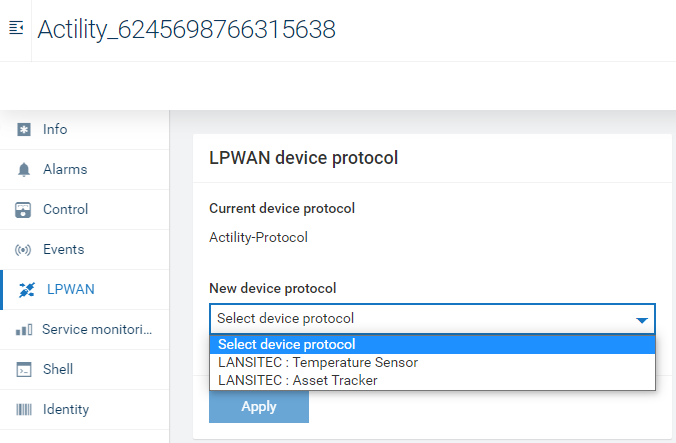 Actility_6245698766315638
Info
Alarms
Control
Events
LPWAN
Service monitori...
Shell
Identity
LPWAN device protocol
Current device protocol
Actility-Protocol
New device protocol
Select device protocol
Select device protocol
LANSITEC : Temperature Sensor
LANSITEC : Asset Tracker
Apply